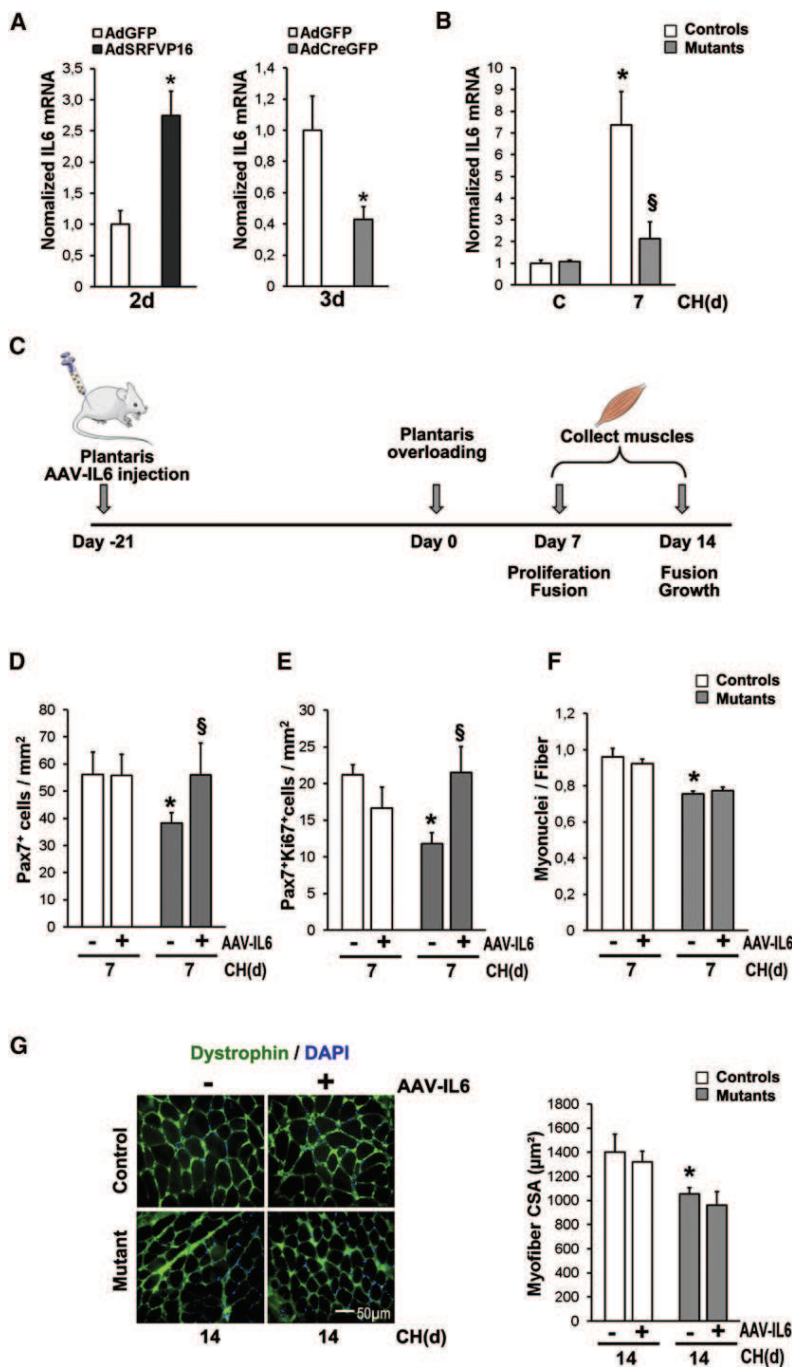 A
AdGFP
AdSRFVP16
Nomalized IL6 mRNA
3,5
3,0
2,5
2,0
1,5
1,0
0,5
0
*
2d
AdGFP
AdCreGFP
Nomalized IL6 mRNA
1,4
1,2
1,0
0,8
0,6
0,4
0,2
0
*
3d
B
Controls
Mutants
Normalized IL6 mRNA
10
9
8
7
6
5
4
3
2
1
0
*
§
C 7 CH(d)
C
Plantaris
AAV-IL6 injection
Plantaris
overloading
Collect muscles
Day -21 Day 0 Day 7 Day 14
Proliferation
Fusion
Fusion
Growth
D
Pax7+ cells / mm2
60
50
40
30
20
10
0
*
§
- + - + AAV-IL6
7 7 CH(d)
E
Pax7+Ki67+cells / mm2
25
20
15
10
5
0
*
§
- + - + AAV-IL6
7 7 CH(d)
F
Controls
Mutants
Myonuclei / Fiber
1,2
1,0
0,8
0,6
0,4
0,2
0
*
- + - + AAV-IL6
7 7 CH(d)
G
Dystrophin / DAPI
- + AAV-IL6
Control
Mutant
50µm
14 14 CH(d)
Controls
Mutants
Myofiber CSA (µm²)
1800
1600
1400
1200
1000
800
600
400
200
0
*
- + - + AAV-IL6
14 14 CH(d)